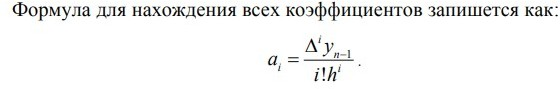 Формула для нахождения всех коэффициентов запишется как:
a_i = Δ^i y_{n−1} / i!h^i .